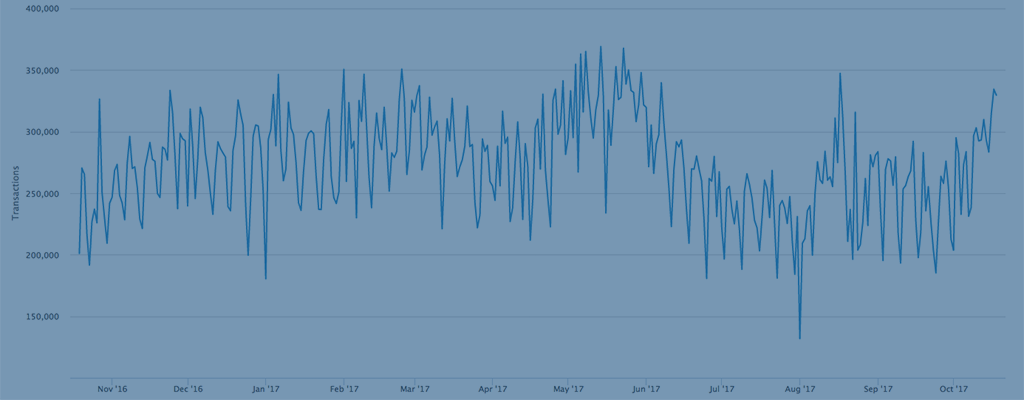 400,000
350,000
300,000
250,000
200,000
150,000
Transactions
Nov '16
Dec '16
Jan '17
Feb '17
Mar '17
Apr '17
May '17
Jun '17
Jul '17
Aug '17
Sep '17
Oct '17